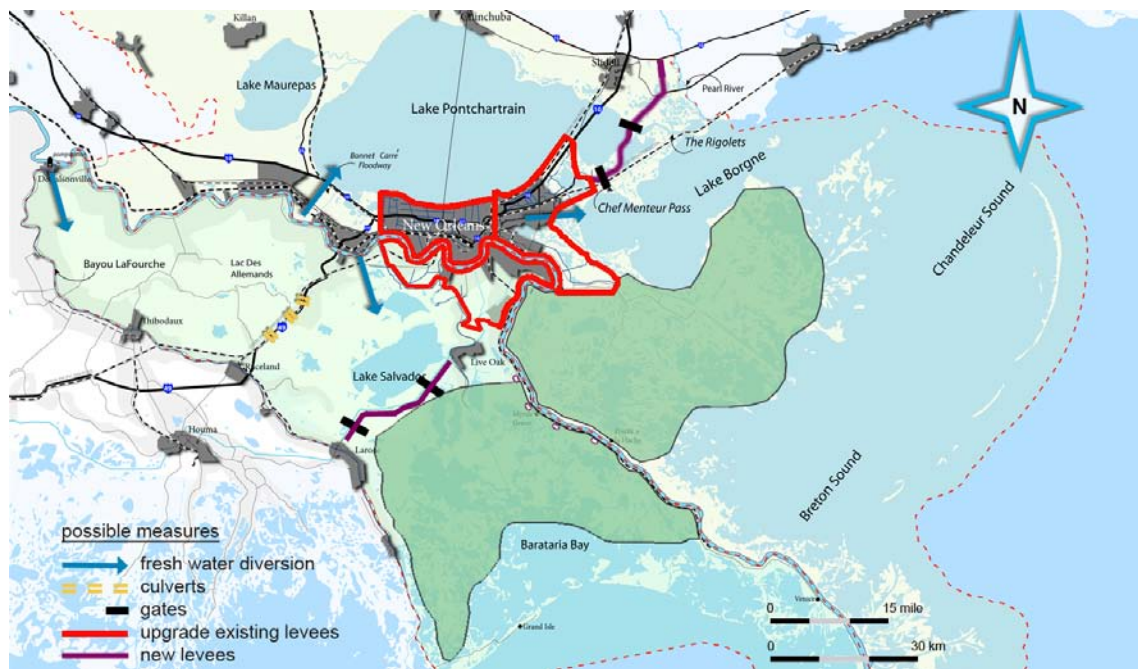 Killan
Chinchuba
Lake Maurepas
Slidell
Lake Pontchartrain
Pearl River
N
Bonnet Carré
Floodway
The Rigolets
Donaldsonville
Lake Borgne
Chef Menteur Pass
New Orleans
Chandeleur Sound
Bayou LaFourche
Lac Des
Allemands
Thibodaux
Raceland
Live Oak
Lake Salvador
Houma
Larose
Breton Sound
possible measures
fresh water diversion
culverts
gates
upgrade existing levees
new levees
Barataria Bay
Grand Isle
Venice
0 15 mile
0 30 km